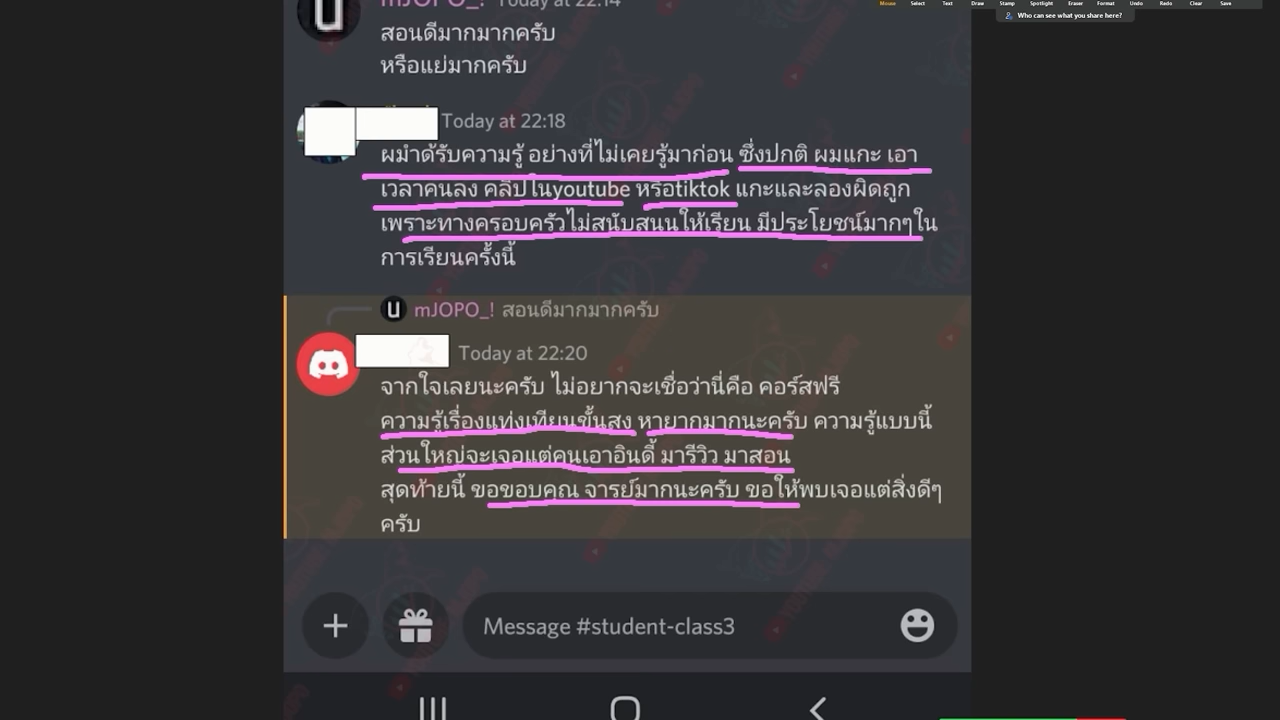 Mouse Select Text Draw Stamp Spotlight Eraser Format Undo Redo Clear Save
Who can see what you share here?
mJOPO_! Today at 22:14
สอนดีมากมากครับ
หรือแย่มากครับ
Today at 22:18
ผมำด้รับความรู้ อย่างที่ไม่เคยรู้มาก่อน ซึ่งปกติ ผมแกะ เอา
เวลาคนลง คลิปในyoutube หรือtiktok แกะและลองผิดถูก
เพราะทางครอบครัวไม่สนับสนนให้เรียน มีประโยชน์มากๆใน
การเรียนครั้งนี้
mJOPO_! สอนดีมากมากครับ
Today at 22:20
จากใจเลยนะครับ ไม่อยากจะเชื่อว่านี่คือ คอร์สฟรี
ความรู้เรื่องแท่งเทียนขั้นสง หายากมากนะครับ ความรู้แบบนี้
ส่วนใหญ่จะเจอแต่คนเอาอินดี้ มารีวิว มาสอน
สุดท้ายนี้ ขอขอบคุณ จารย์มากนะครับ ขอให้พบเจอแต่สิ่งดีๆ
ครับ
Message #student-class3